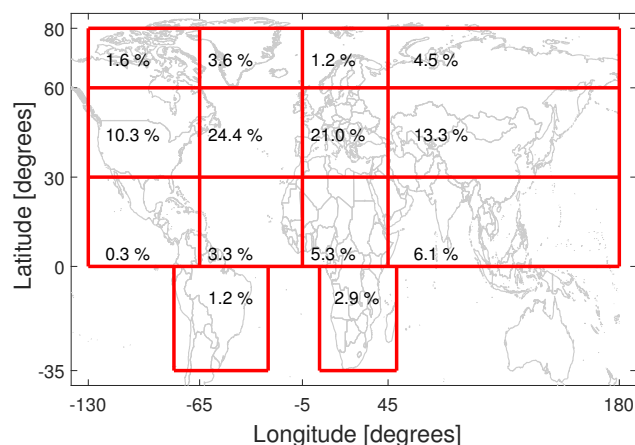 80
1.6 % 3.6 % 1.2 % 4.5 %
60
10.3 % 24.4 % 21.0 % 13.3 %
30
0.3 % 3.3 % 5.3 % 6.1 %
0
1.2 % 2.9 %
-35
-130 -65 -5 45 180
Longitude [degrees]
Latitude [degrees]